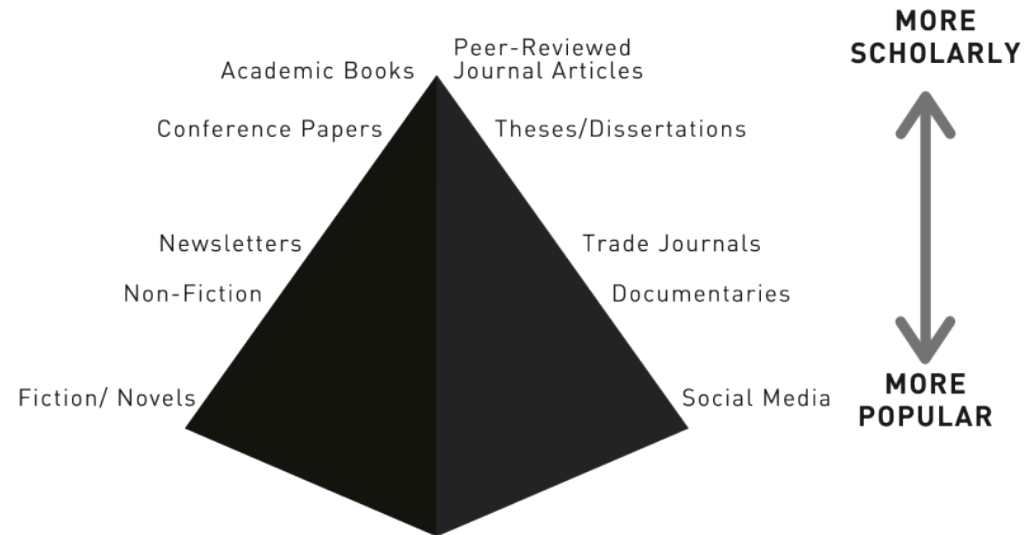 MORE
SCHOLARLY
Peer-Reviewed
Academic Books
Journal Articles
Conference Papers
Theses/Dissertations
Newsletters
Trade Journals
Non-Fiction
Documentaries
Fiction/ Novels
Social Media
MORE
POPULAR